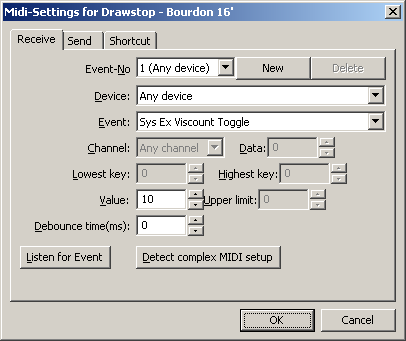 Midi-Settings for Drawstop - Bourdon 16'
Receive Send Shortcut
Event-No 1 (Any device) New Delete
Device: Any device
Event: Sys Ex Viscount Toggle
Channel: Any channel Data: 0
Lowest key: 0 Highest key: 0
Value: 10 Upper limit: 0
Debounce time(ms): 0
Listen for Event Detect complex MIDI setup
OK Cancel